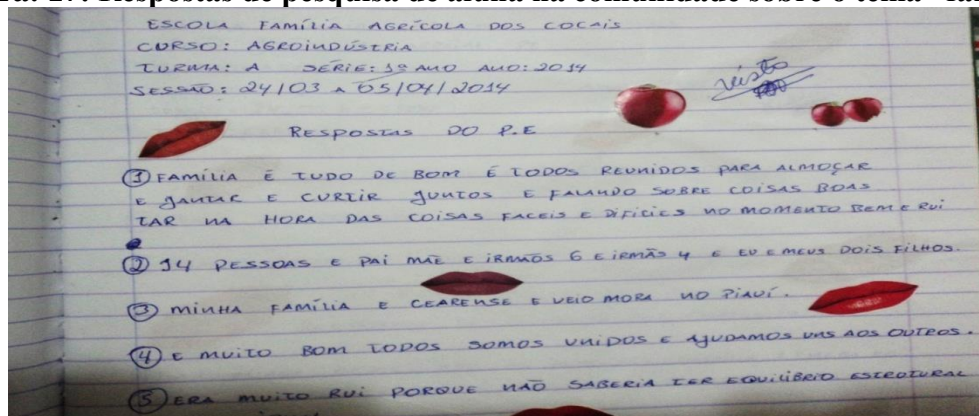 ESCOLA FAMÍLIA AGRÍCOLA DOS COCAIS
CURSO: AGROINDÚSTRIA
TURMA: A SÉRIE: 1º ANO ANO: 2014
SESSÃO: 24/03 A 05/04/2014
Visto
RESPOSTAS DO P.E
① FAMÍLIA É TUDO DE BOM É TODOS REUNIDOS PARA ALMOÇAR
E JANTAR E CURTIR JUNTOS E FALANDO SOBRE COISAS BOAS
TAR NA HORA DAS COISAS FACEIS E DIFICIES NO MOMENTO BEM E RUI
② 14 PESSOAS E PAI MÃE E IRMÃOS 6 E IRMÃS 4 E EU E MEUS DOIS FILHOS.
③ MINHA FAMÍLIA E CEARENSE E VEIO MORA NO PIAUÍ.
④ E MUITO BOM TODOS SOMOS UNIDOS E AJUDAMOS UNS AOS OUTROS.
⑤ ERA MUITO RUI PORQUE NÃO SABERIA TER EQUILÍBRIO ESTROTURAL